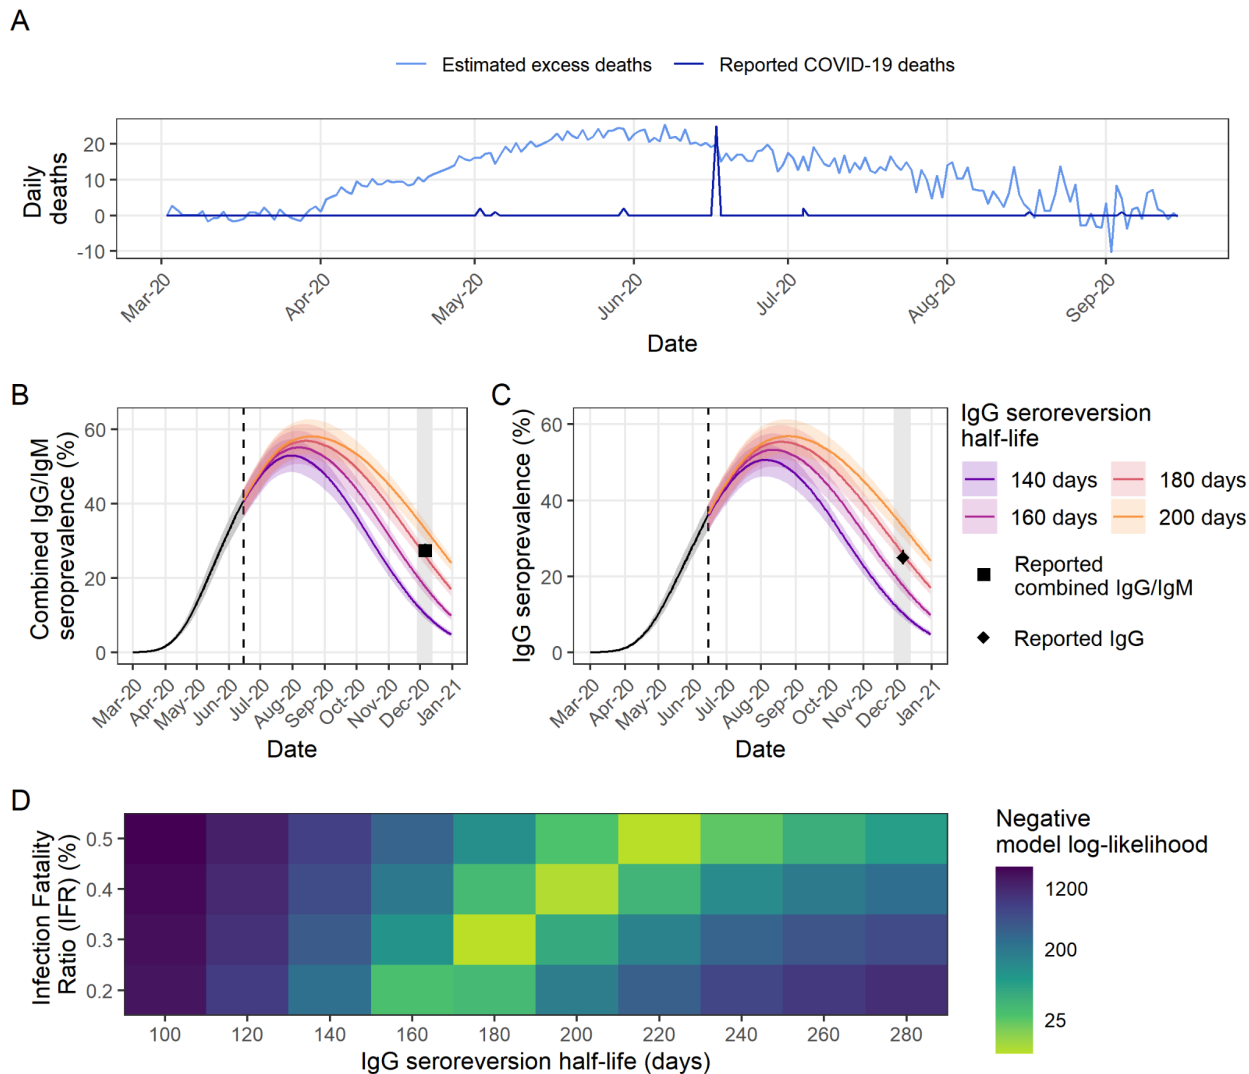 A
Estimated excess deaths
Reported COVID-19 deaths
Daily
deaths
20
10
0
-10
Mar-20
Apr-20
May-20
Jun-20
Jul-20
Aug-20
Sep-20
Date
B
Combined IgG/IgM
seroprevalence (%)
60
40
20
0
Mar-20
Apr-20
May-20
Jun-20
Jul-20
Aug-20
Sep-20
Oct-20
Nov-20
Dec-20
Jan-21
Date
C
IgG seroprevalence (%)
60
40
20
0
Mar-20
Apr-20
May-20
Jun-20
Jul-20
Aug-20
Sep-20
Oct-20
Nov-20
Dec-20
Jan-21
Date
IgG seroreversion
half-life
140 days
180 days
160 days
200 days
Reported
combined IgG/IgM
Reported IgG
D
Infection Fatality
Ratio (IFR) (%)
0.5
0.4
0.3
0.2
100
120
140
160
180
200
220
240
260
280
IgG seroreversion half-life (days)
Negative
model log-likelihood
1200
200
25